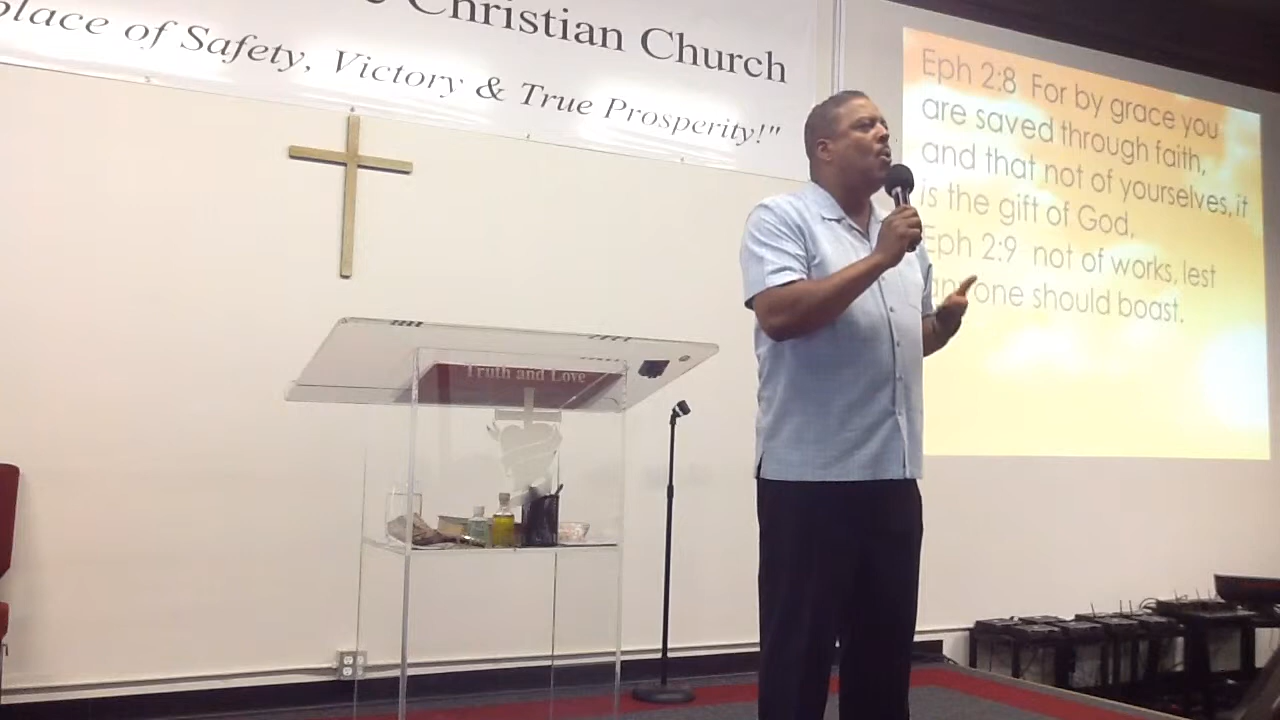 Christian Church
place of Safety, Victory & True Prosperity!"
Eph 2:8 For by grace you
are saved through faith,
and that not of yourselves, it
is the gift of God,
Eph 2:9 not of works, lest
anyone should boast.
Truth and Love